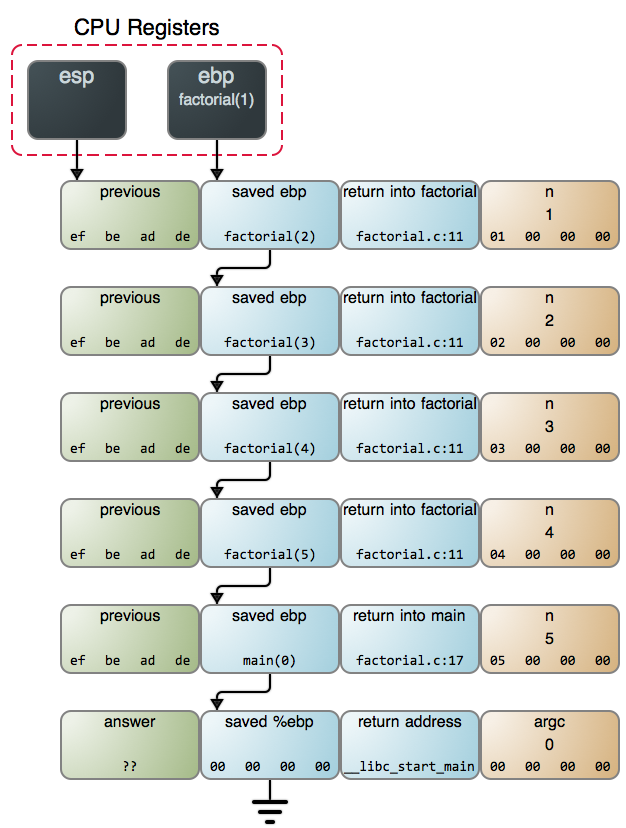 CPU Registers
esp ebp
factorial(1)
previous saved ebp return into factorial n
1
ef be ad de factorial(2) factorial.c:11 01 00 00 00
previous saved ebp return into factorial n
2
ef be ad de factorial(3) factorial.c:11 02 00 00 00
previous saved ebp return into factorial n
3
ef be ad de factorial(4) factorial.c:11 03 00 00 00
previous saved ebp return into factorial n
4
ef be ad de factorial(5) factorial.c:11 04 00 00 00
previous saved ebp return into main n
5
ef be ad de main(0) factorial.c:17 05 00 00 00
answer saved %ebp return address argc
0
?? 00 00 00 00 __libc_start_main 00 00 00 00